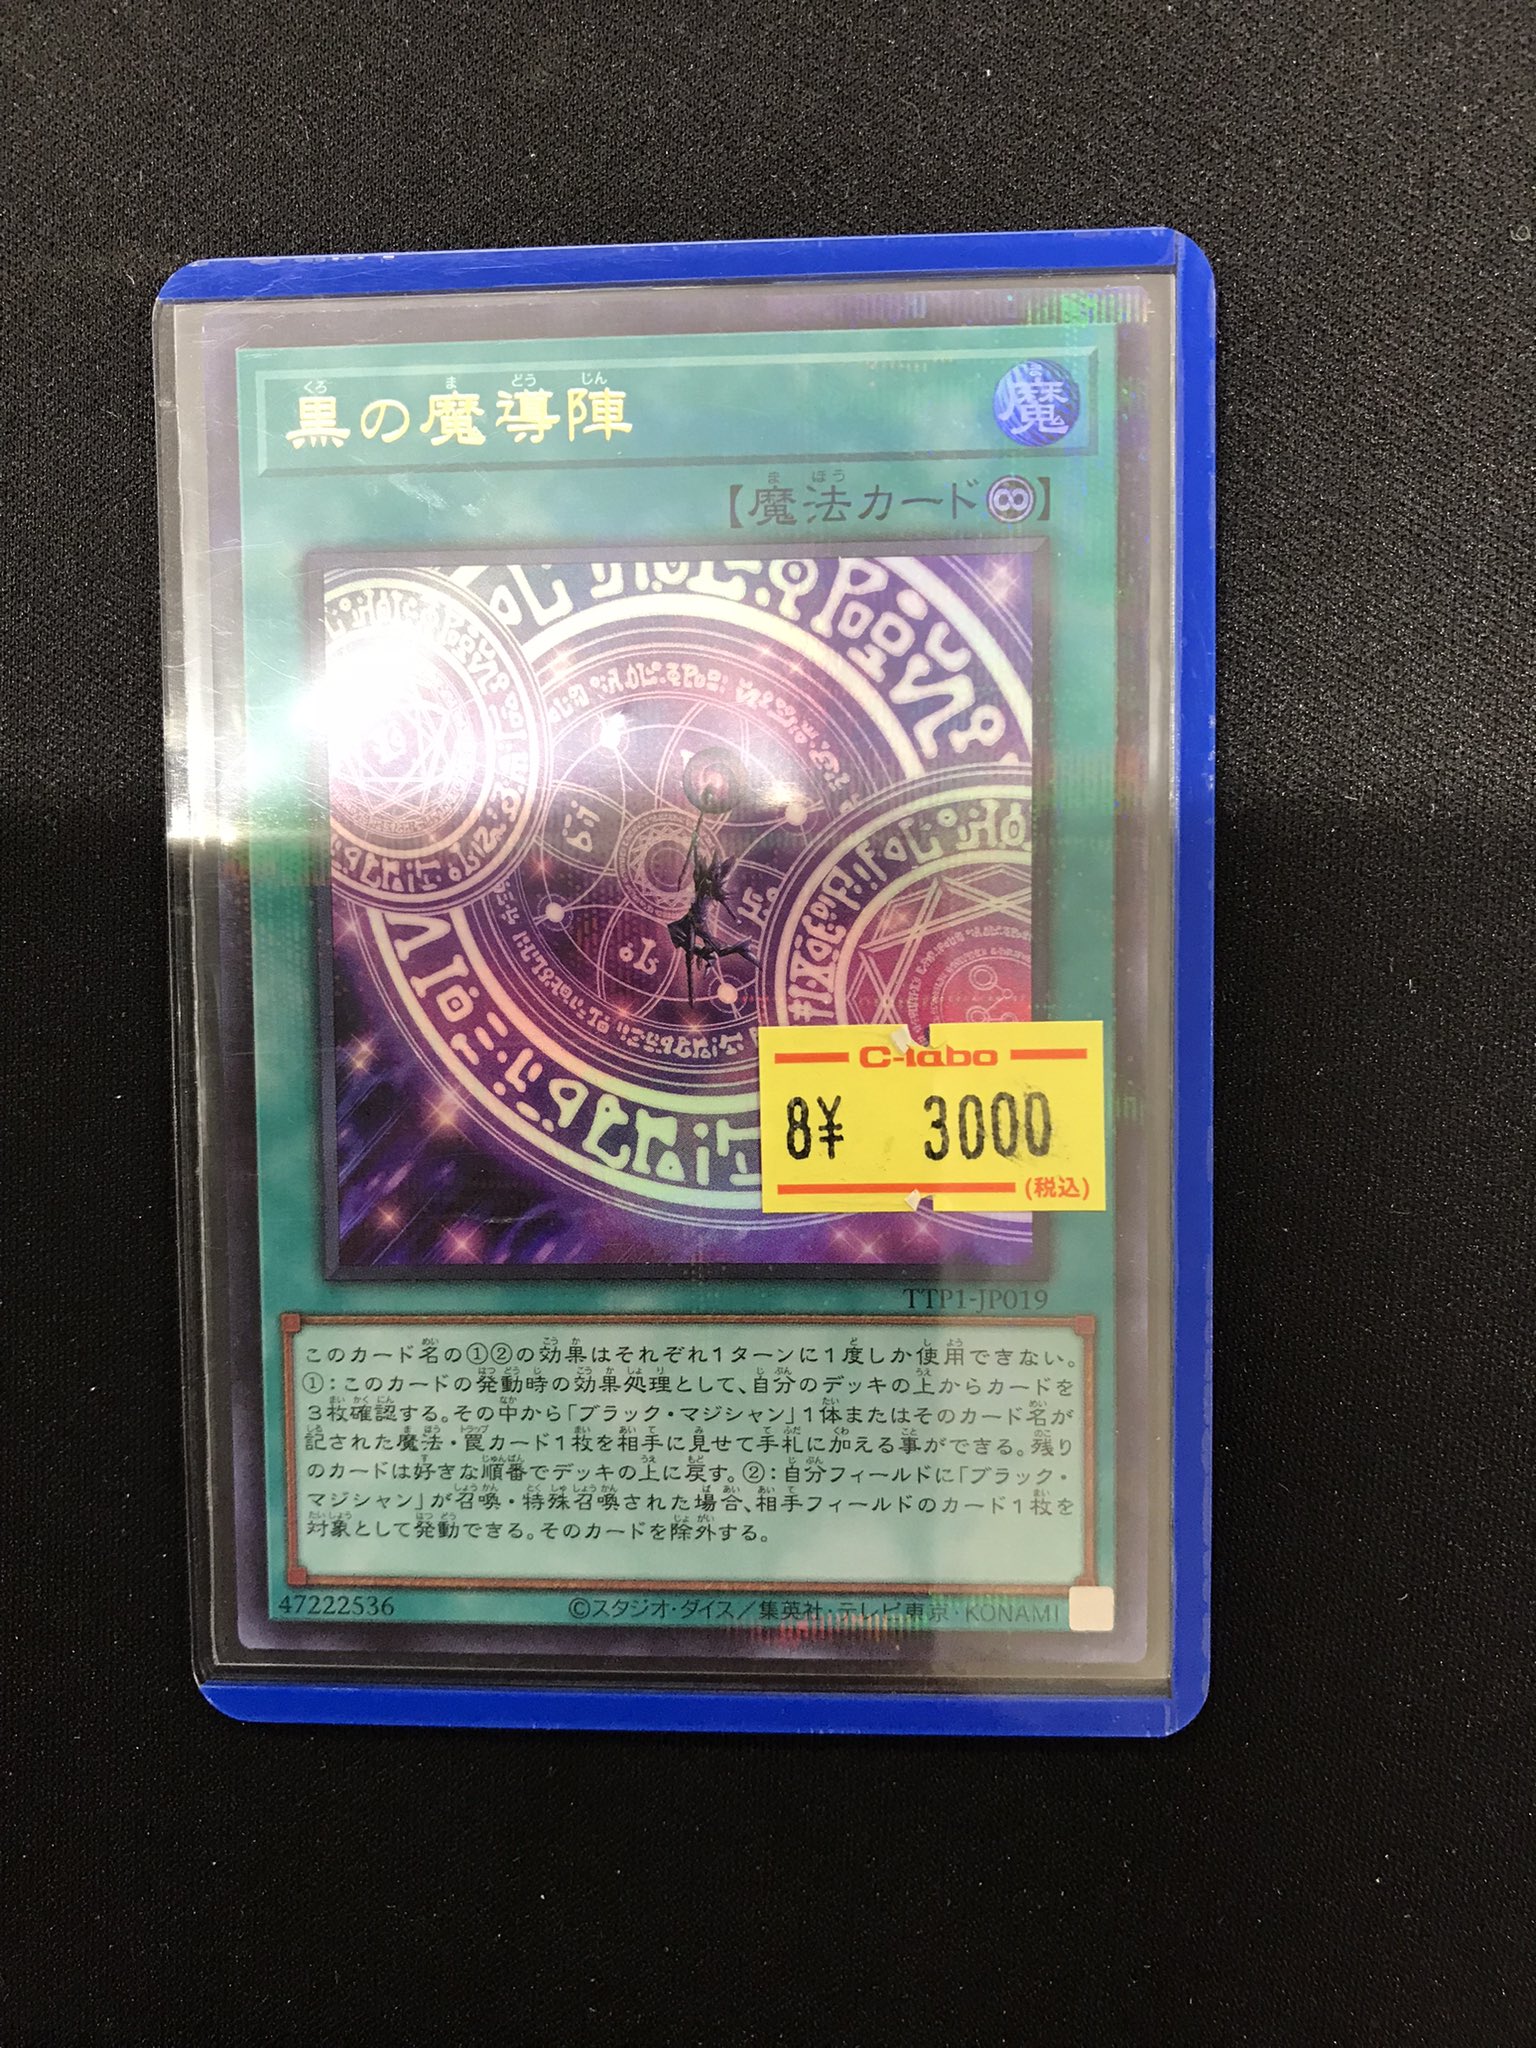 黒の魔導陣
魔
【魔法カード∞】
C-labo
8¥ 3000
(税込)
TTP1-JP019
このカード名の①②の効果はそれぞれ1ターンに1度しか使用できない。
①:このカードの発動時の効果処理として、自分のデッキの上からカードを
3枚確認する。その中から「ブラック・マジシャン」1体またはそのカード名が
記された魔法・罠カード1枚を相手に見せて手札に加える事ができる。残り
のカードは好きな順番でデッキの上に戻す。②:自分フィールドに「ブラック・
マジシャン」が召喚・特殊召喚された場合、相手フィールドのカード1枚を
対象として発動できる。そのカードを除外する。
47222536
©スタジオ・ダイス/集英社・テレビ東京・KONAMI